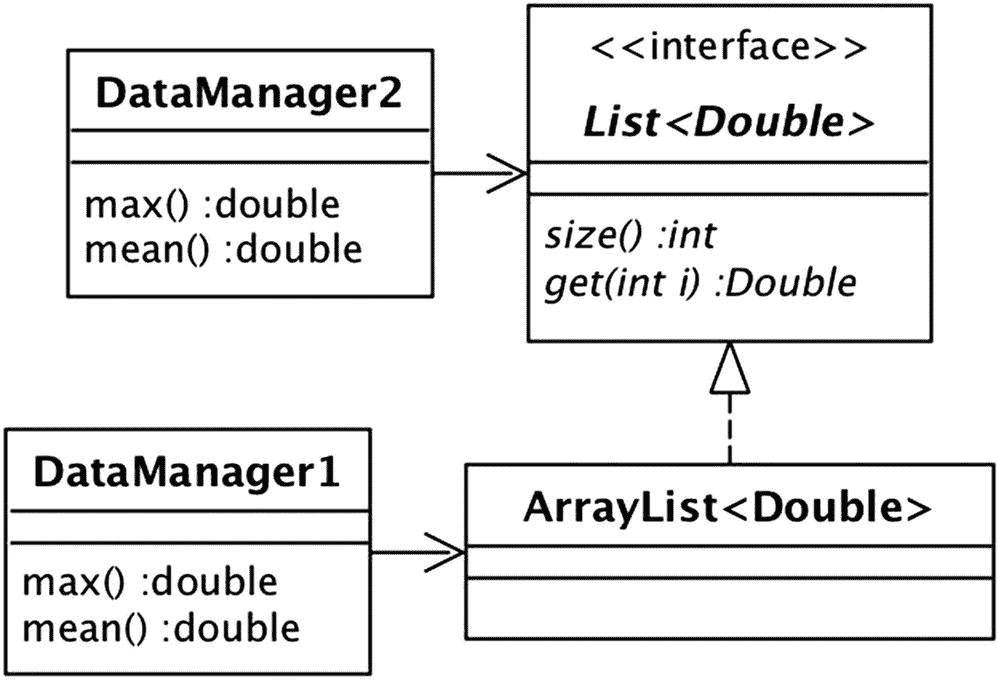 DataManager2
max() :double
mean() :double
<<interface>>
List<Double>
size() :int
get(int i) :Double
DataManager1
max() :double
mean() :double
ArrayList<Double>